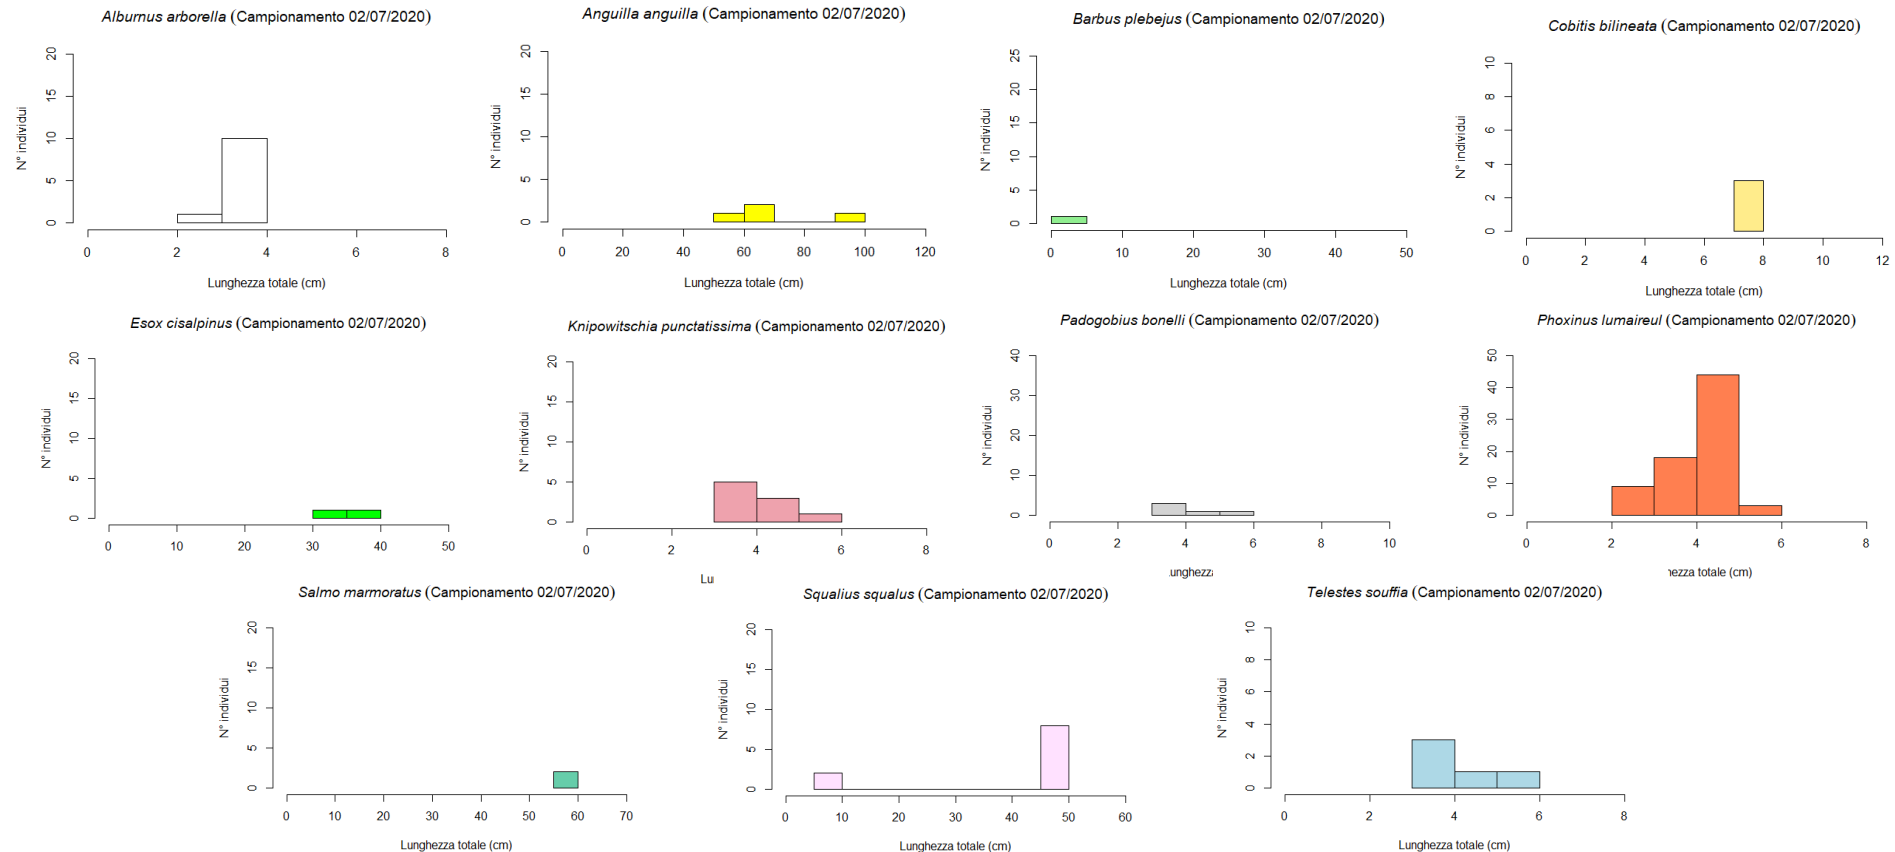 Alburnus arborella (Campionamento 02/07/2020)
N° individui
0 5 10 15 20
0 2 4 6 8
Lunghezza totale (cm)
Anguilla anguilla (Campionamento 02/07/2020)
N° individui
0 5 10 15 20
0 20 40 60 80 100 120
Lunghezza totale (cm)
Barbus plebejus (Campionamento 02/07/2020)
N° individui
0 5 10 15 20 25
0 10 20 30 40 50
Lunghezza totale (cm)
Cobitis bilineata (Campionamento 02/07/2020)
N° individui
0 2 4 6 8 10
0 2 4 6 8 10 12
Lunghezza totale (cm)
Esox cisalpinus (Campionamento 02/07/2020)
N° individui
0 5 10 15 20
0 10 20 30 40 50
Knipowitschia punctatissima (Campionamento 02/07/2020)
N° individui
0 5 10 15 20
0 2 4 6 8
Lu
Padogobius bonelli (Campionamento 02/07/2020)
N° individui
0 10 20 30 40
0 2 4 6 8 10
unghezz
Phoxinus lumaireul (Campionamento 02/07/2020)
N° individui
0 10 20 30 40 50
0 2 4 6 8
ezza totale (cm)
Salmo marmoratus (Campionamento 02/07/2020)
N° individui
0 5 10 15 20
0 10 20 30 40 50 60 70
Lunghezza totale (cm)
Squalius squalus (Campionamento 02/07/2020)
N° individui
0 5 10 15 20
0 10 20 30 40 50 60
Lunghezza totale (cm)
Telestes souffia (Campionamento 02/07/2020)
N° individui
0 2 4 6 8 10
0 2 4 6 8
Lunghezza totale (cm)